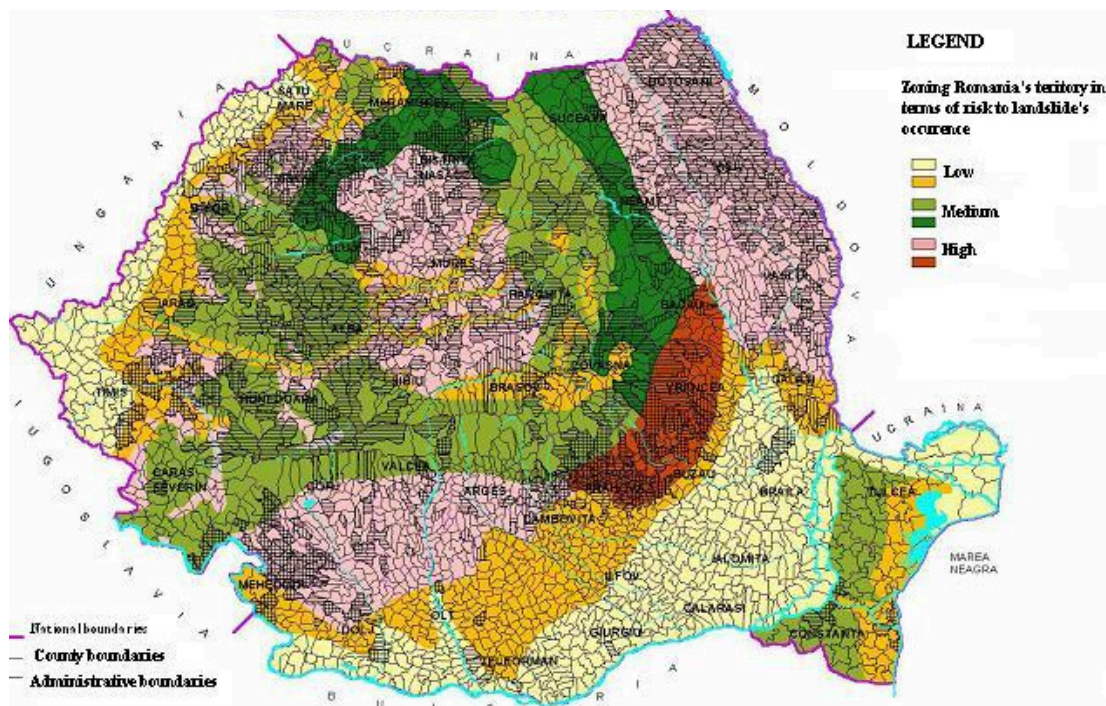 UCRAINA
UNGARIA
MOLDOVA
IUGOSLAVIA
BULGARIA
UCRAINA
MAREA
NEAGRA
SATU
MARE
MARAMURES
SUCEAVA
BOTOSANI
BISTRITA
NASAUD
NEAMT
IASI
BIHOR
CLUJ
MURES
HARGHITA
BACAU
VASLUI
ARAD
ALBA
COVASNA
TIMIS
HUNEDOARA
SIBIU
BRASOV
VRANCEA
GALATI
CARAS-
SEVERIN
GORJ
VALCEA
ARGES
BUZAU
BRAILA
TULCEA
DAMBOVITA
MEHEDINTI
ILFOV
IALOMITA
DOLJ
OLT
GIURGIU
CALARASI
CONSTANTA
TELEORMAN
LEGEND
Zoning Romania's territory in
terms of risk to landslide's
occurence
Low
Medium
High
National boundaries
County boundaries
Administrative boundaries